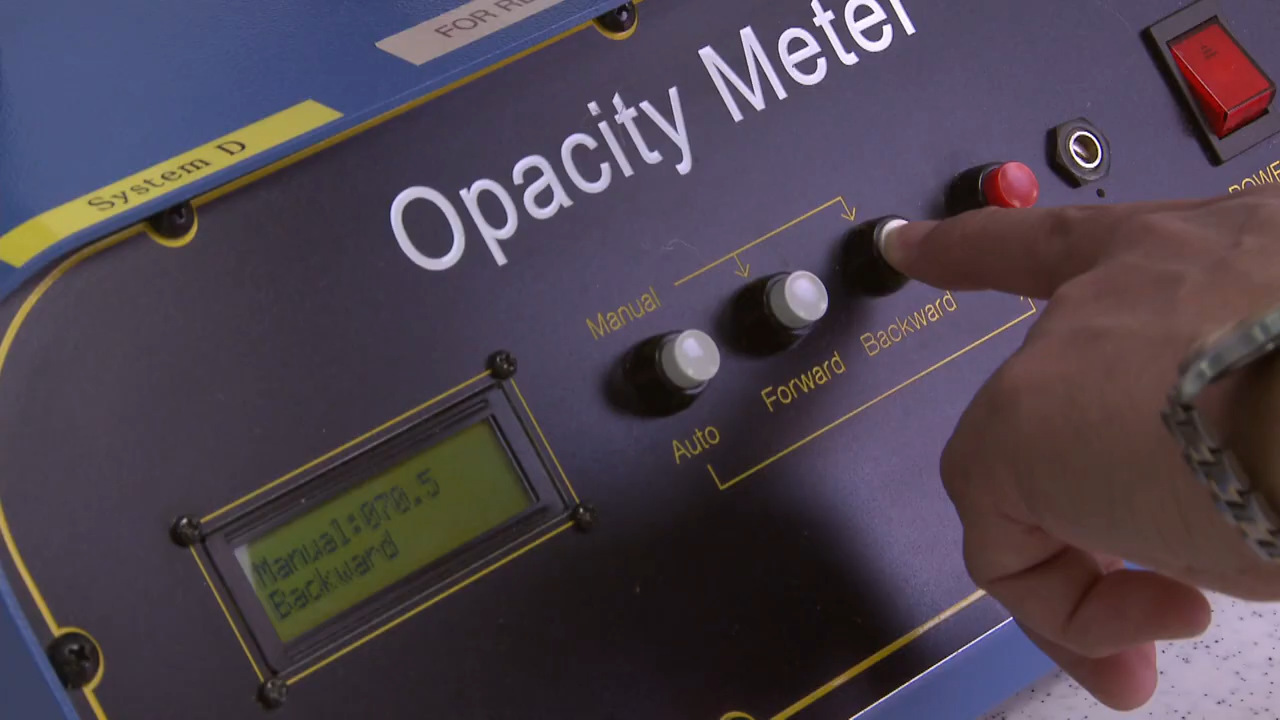 FOR RE
System D
Opacity Meter
POWE
Manual
Forward
Backward
Auto
Manual:070.5
Backward